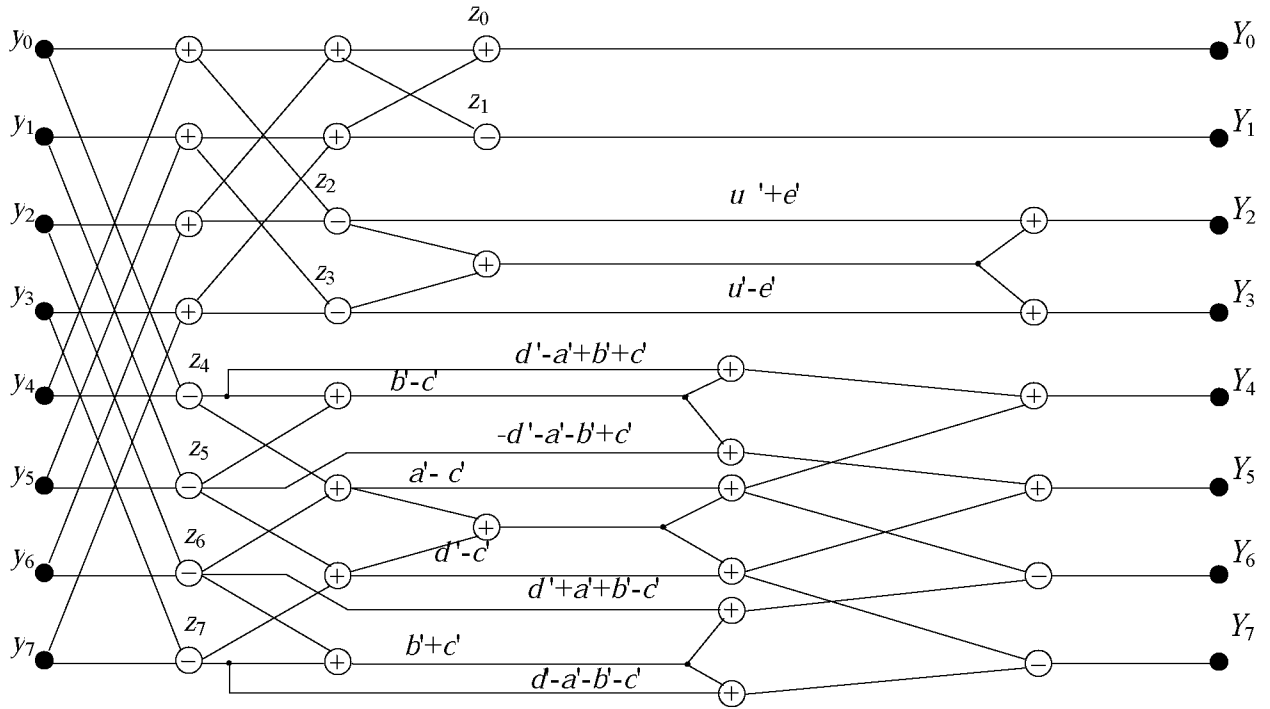 z0
y0 + + + Y0
z1
y1 + + − Y1
z2
u '+e'
y2 + − + Y2
+
z3
u'-e'
y3 + − + Y3
d '-a'+b'+c'
+
z4
b'-c'
y4 − + + Y4
-d '-a'-b'+c'
+
z5
a'- c'
y5 − + + + Y5
+
z6
d '-c'
y6 − + + − Y6
d '+a'+b'-c'
+
z7
b'+c'
y7 − + − Y7
d'-a'-b'-c'
+